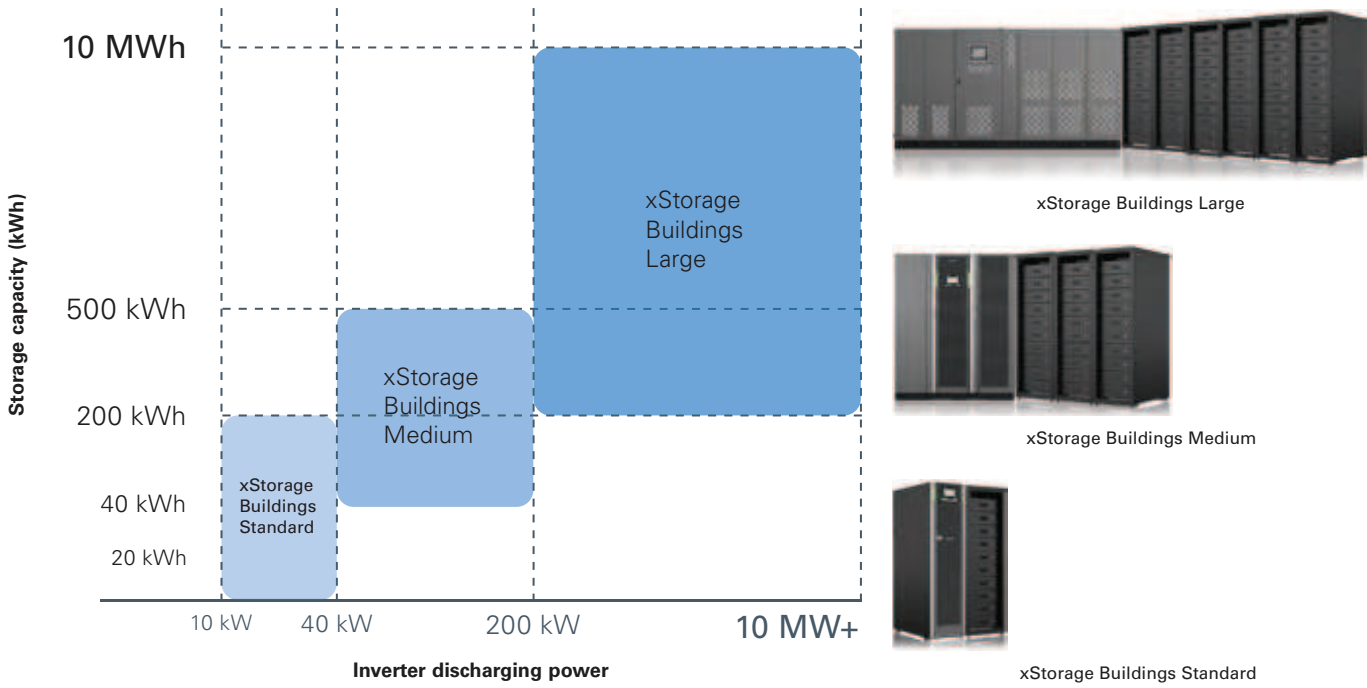 10 MWh
500 kWh
200 kWh
40 kWh
20 kWh
Storage capacity (kWh)
xStorage
Buildings
Large
xStorage
Buildings
Medium
xStorage
Buildings
Standard
10 kW
40 kW
200 kW
10 MW+
Inverter discharging power
xStorage Buildings Large
xStorage Buildings Medium
xStorage Buildings Standard